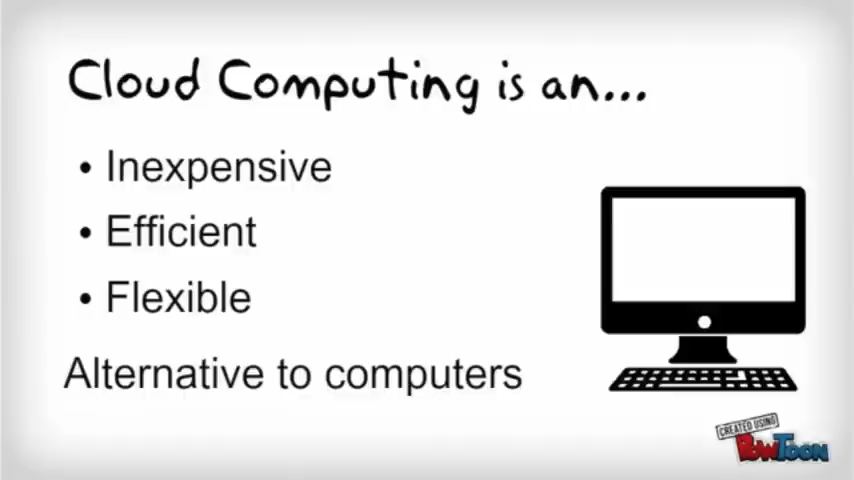 Cloud Computing is an...
• Inexpensive
• Efficient
• Flexible
Alternative to computers
CREATED USING
POWTOON